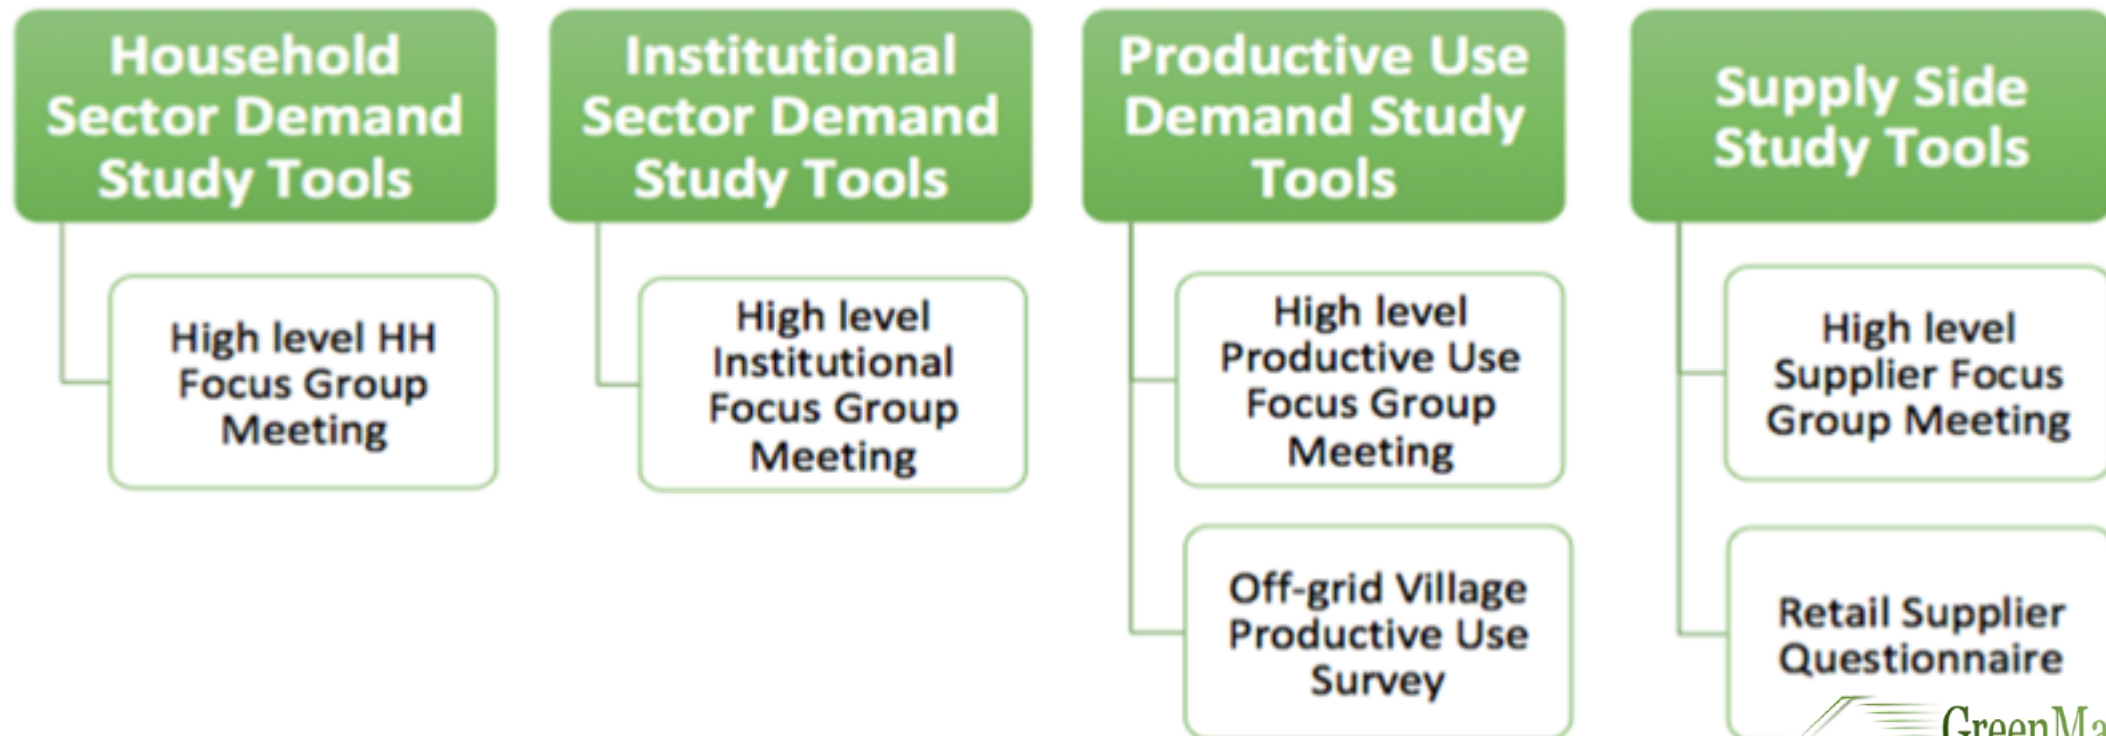 Household
Sector Demand
Study Tools
High level HH
Focus Group
Meeting
Institutional
Sector Demand
Study Tools
High level
Institutional
Focus Group
Meeting
Productive Use
Demand Study
Tools
High level
Productive Use
Focus Group
Meeting
Off-grid Village
Productive Use
Survey
Supply Side
Study Tools
High level
Supplier Focus
Group Meeting
Retail Supplier
Questionnaire